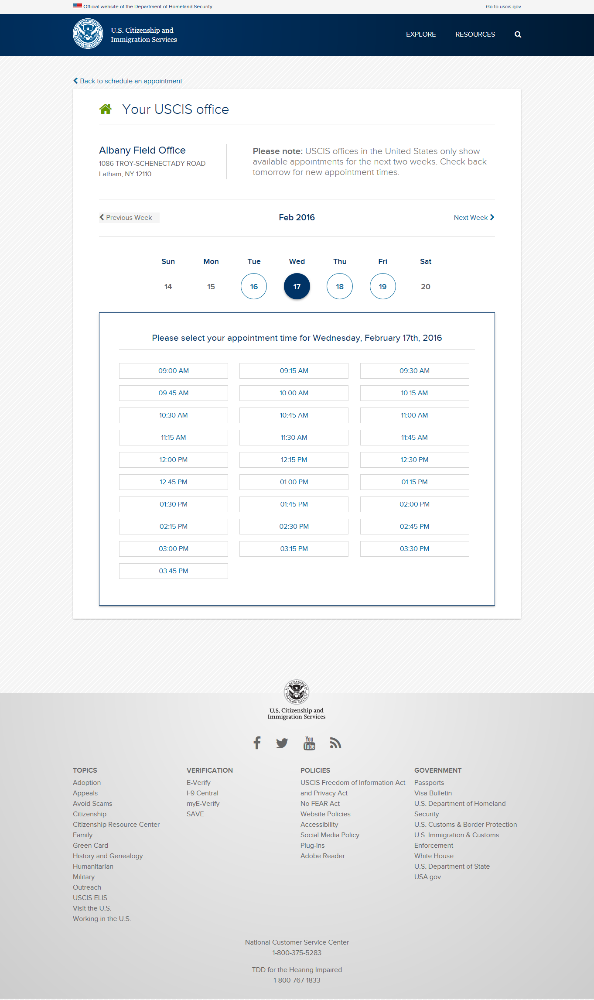 Official website of the Department of Homeland Security
Go to uscis.gov
U.S. Citizenship and
Immigration Services
EXPLORE
RESOURCES
Back to schedule an appointment
Your USCIS office
Albany Field Office
1086 TROY-SCHENECTADY ROAD
Latham, NY 12110
Please note: USCIS offices in the United States only show
available appointments for the next two weeks. Check back
tomorrow for new appointment times.
Previous Week
Feb 2016
Next Week
Sun Mon Tue Wed Thu Fri Sat
14 15 16 17 18 19 20
Please select your appointment time for Wednesday, February 17th, 2016
09:00 AM 09:15 AM 09:30 AM
09:45 AM 10:00 AM 10:15 AM
10:30 AM 10:45 AM 11:00 AM
11:15 AM 11:30 AM 11:45 AM
12:00 PM 12:15 PM 12:30 PM
12:45 PM 01:00 PM 01:15 PM
01:30 PM 01:45 PM 02:00 PM
02:15 PM 02:30 PM 02:45 PM
03:00 PM 03:15 PM 03:30 PM
03:45 PM
U.S. DEPARTMENT OF HOMELAND SECURITY
U.S. Citizenship and
Immigration Services
You
Tube
TOPICS
Adoption
Appeals
Avoid Scams
Citizenship
Citizenship Resource Center
Family
Green Card
History and Genealogy
Humanitarian
Military
Outreach
USCIS ELIS
Visit the U.S.
Working in the U.S.
VERIFICATION
E-Verify
I-9 Central
myE-Verify
SAVE
POLICIES
USCIS Freedom of Information Act
and Privacy Act
No FEAR Act
Website Policies
Accessibility
Social Media Policy
Plug-ins
Adobe Reader
GOVERNMENT
Passports
Visa Bulletin
U.S. Department of Homeland
Security
U.S. Customs & Border Protection
U.S. Immigration & Customs
Enforcement
White House
U.S. Department of State
USA.gov
National Customer Service Center
1-800-375-5283
TDD for the Hearing Impaired
1-800-767-1833